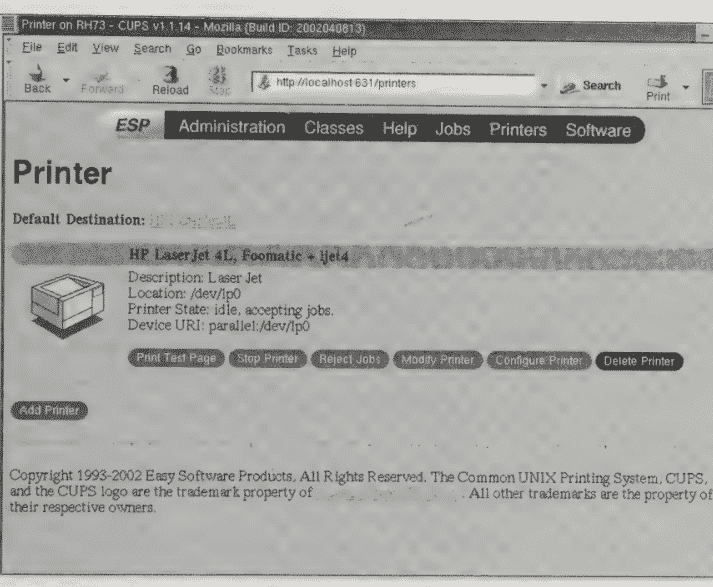 Printer on RH73 - CUPS v1.1.14 - Mozilla {Build ID: 2002040813}
File Edit View Search Go Bookmarks Tasks Help
Back Forward Reload Stop http://localhost:631/printers Search Print
ESP Administration Classes Help Jobs Printers Software
Printer
Default Destination:
HP LaserJet 4L, Foomatic + ljet4
Description: Laser Jet
Location: /dev/lp0
Printer State: idle, accepting jobs.
Device URI: parallel:/dev/lp0
Print Test Page Stop Printer Reject Jobs Modify Printer Configure Printer Delete Printer
Add Printer
Copyright 1993-2002 Easy Software Products, All Rights Reserved. The Common UNIX Printing System, CUPS,
and the CUPS logo are the trademark property of . All other trademarks are the property of
their respective owners.